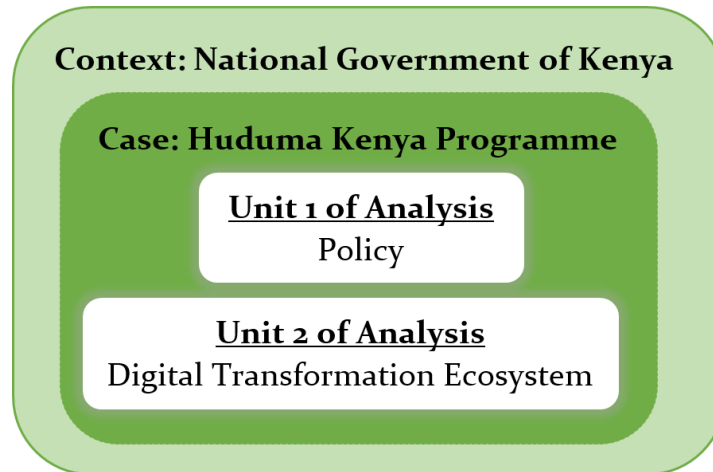 Context: National Government of Kenya
Case: Huduma Kenya Programme
Unit 1 of Analysis
Policy
Unit 2 of Analysis
Digital Transformation Ecosystem